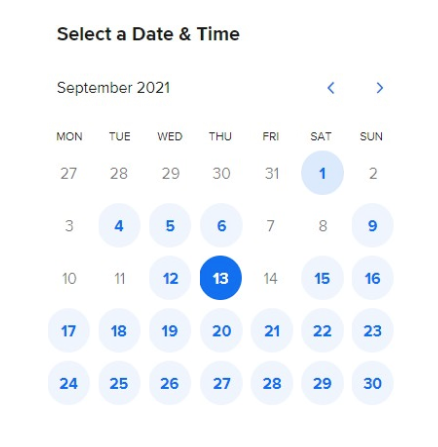 Select a Date & Time
September 2021
MON TUE WED THU FRI SAT SUN
27 28 29 30 31 1 2
3 4 5 6 7 8 9
10 11 12 13 14 15 16
17 18 19 20 21 22 23
24 25 26 27 28 29 30